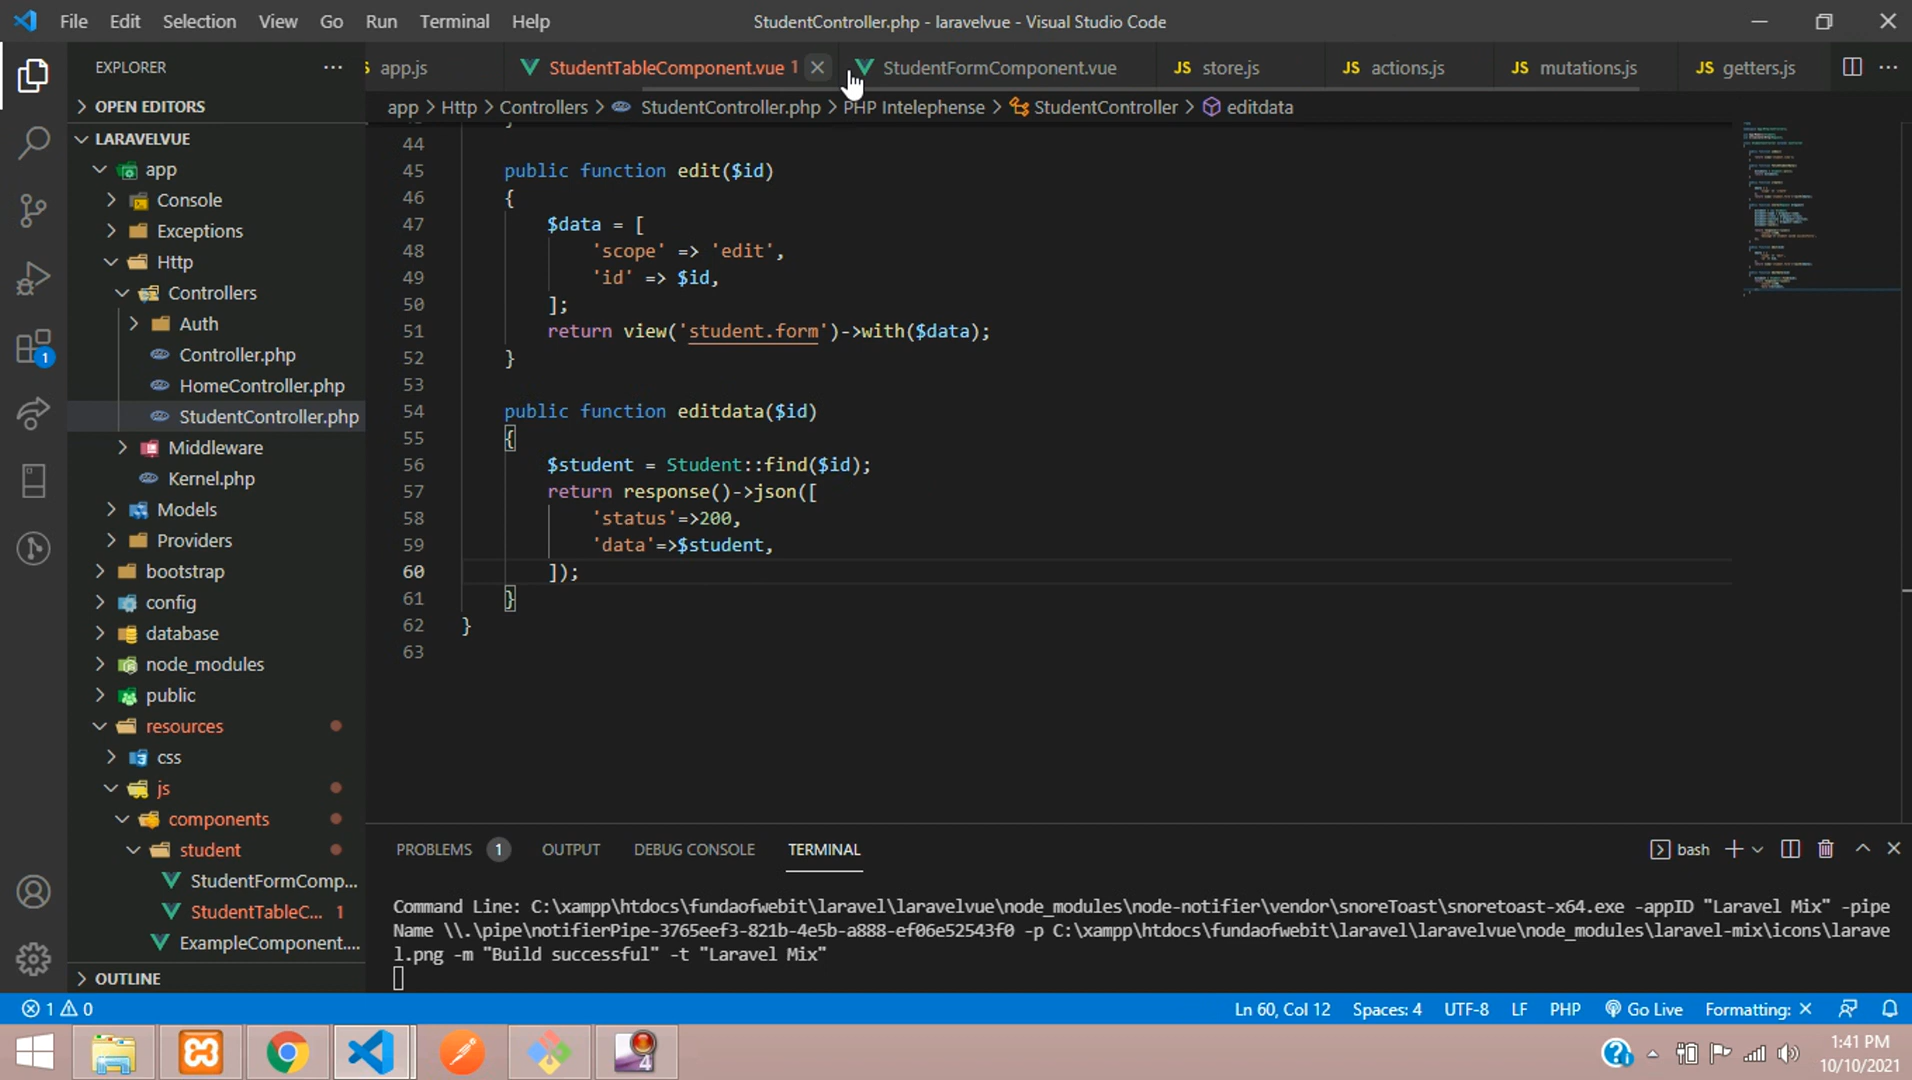 File Edit Selection View Go Run Terminal Help
StudentController.php - laravelvue - Visual Studio Code
EXPLORER
app.js
StudentTableComponent.vue 1
StudentFormComponent.vue
JS store.js
JS actions.js
JS mutations.js
JS getters.js
OPEN EDITORS
app > Http > Controllers > StudentController.php > PHP Intelephense > StudentController > editdata
LARAVELVUE
app
Console
Exceptions
Http
Controllers
Auth
Controller.php
HomeController.php
StudentController.php
Middleware
Kernel.php
Models
Providers
bootstrap
config
database
node_modules
public
resources
css
js
components
student
StudentFormComp...
StudentTableC... 1
ExampleComponent....
OUTLINE
1
44
45 public function edit($id)
46 {
47 $data = [
48 'scope' => 'edit',
49 'id' => $id,
50 ];
51 return view('student.form')->with($data);
52 }
53
54 public function editdata($id)
55 {
56 $student = Student::find($id);
57 return response()->json([
58 'status'=>200,
59 'data'=>$student,
60 ]);
61 }
62 }
63
PROBLEMS 1 OUTPUT DEBUG CONSOLE TERMINAL
bash
Command Line: C:\xampp\htdocs\fundaofwebit\laravel\laravelvue\node_modules\node-notifier\vendor\snoreToast\snoretoast-x64.exe -appID "Laravel Mix" -pipe
Name \\.\pipe\notifierPipe-3765eef3-821b-4e5b-a888-ef06e52543f0 -p C:\xampp\htdocs\fundaofwebit\laravel\laravelvue\node_modules\laravel-mix\icons\larave
l.png -m "Build successful" -t "Laravel Mix"
1 0
Ln 60, Col 12 Spaces: 4 UTF-8 LF PHP Go Live Formatting: ×
4
1:41 PM
10/10/2021